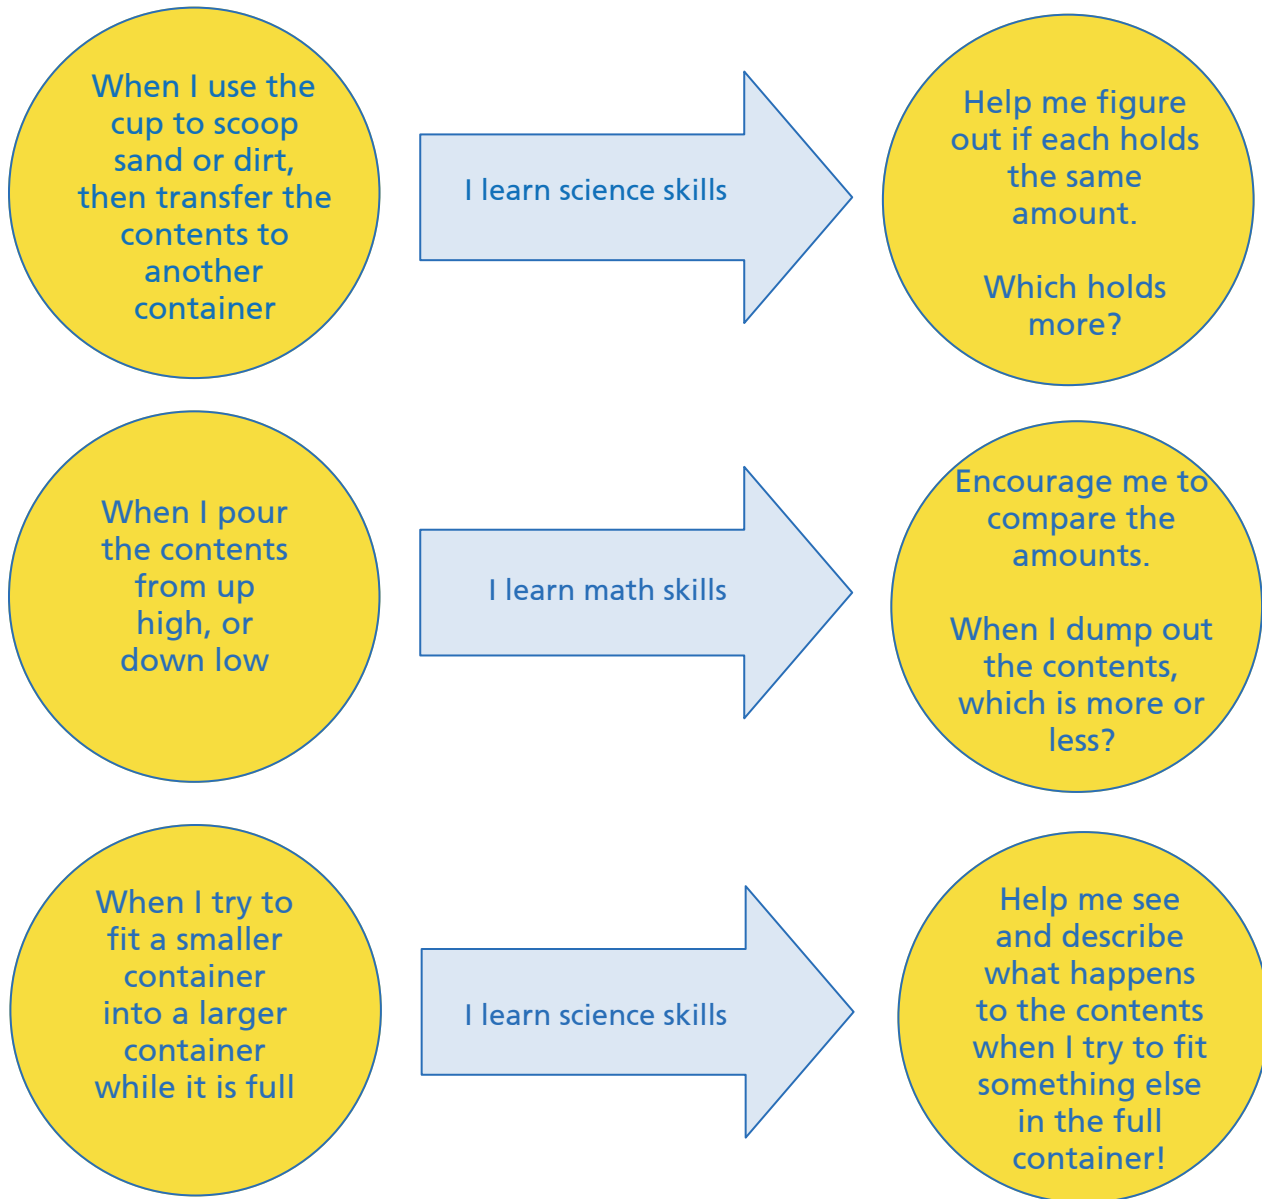 When I use the
cup to scoop
sand or dirt,
then transfer the
contents to
another
container
I learn science skills
Help me figure
out if each holds
the same
amount.
Which holds
more?
When I pour
the contents
from up
high, or
down low
I learn math skills
Encourage me to
compare the
amounts.
When I dump out
the contents,
which is more or
less?
When I try to
fit a smaller
container
into a larger
container
while it is full
I learn science skills
Help me see
and describe
what happens
to the contents
when I try to fit
something else
in the full
container!